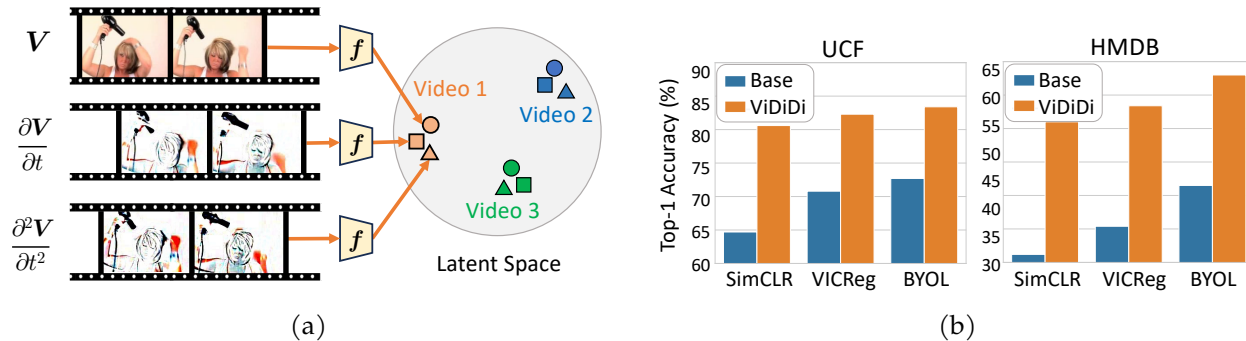 V
∂V
∂t
∂²V
∂t²
f
f
f
Video 1
Video 2
Video 3
Latent Space
(a)
UCF
Top-1 Accuracy (%)
90
85
80
75
70
65
60
Base
ViDiDi
SimCLR VICReg BYOL
HMDB
65
60
55
50
45
40
35
30
Base
ViDiDi
SimCLR VICReg BYOL
(b)